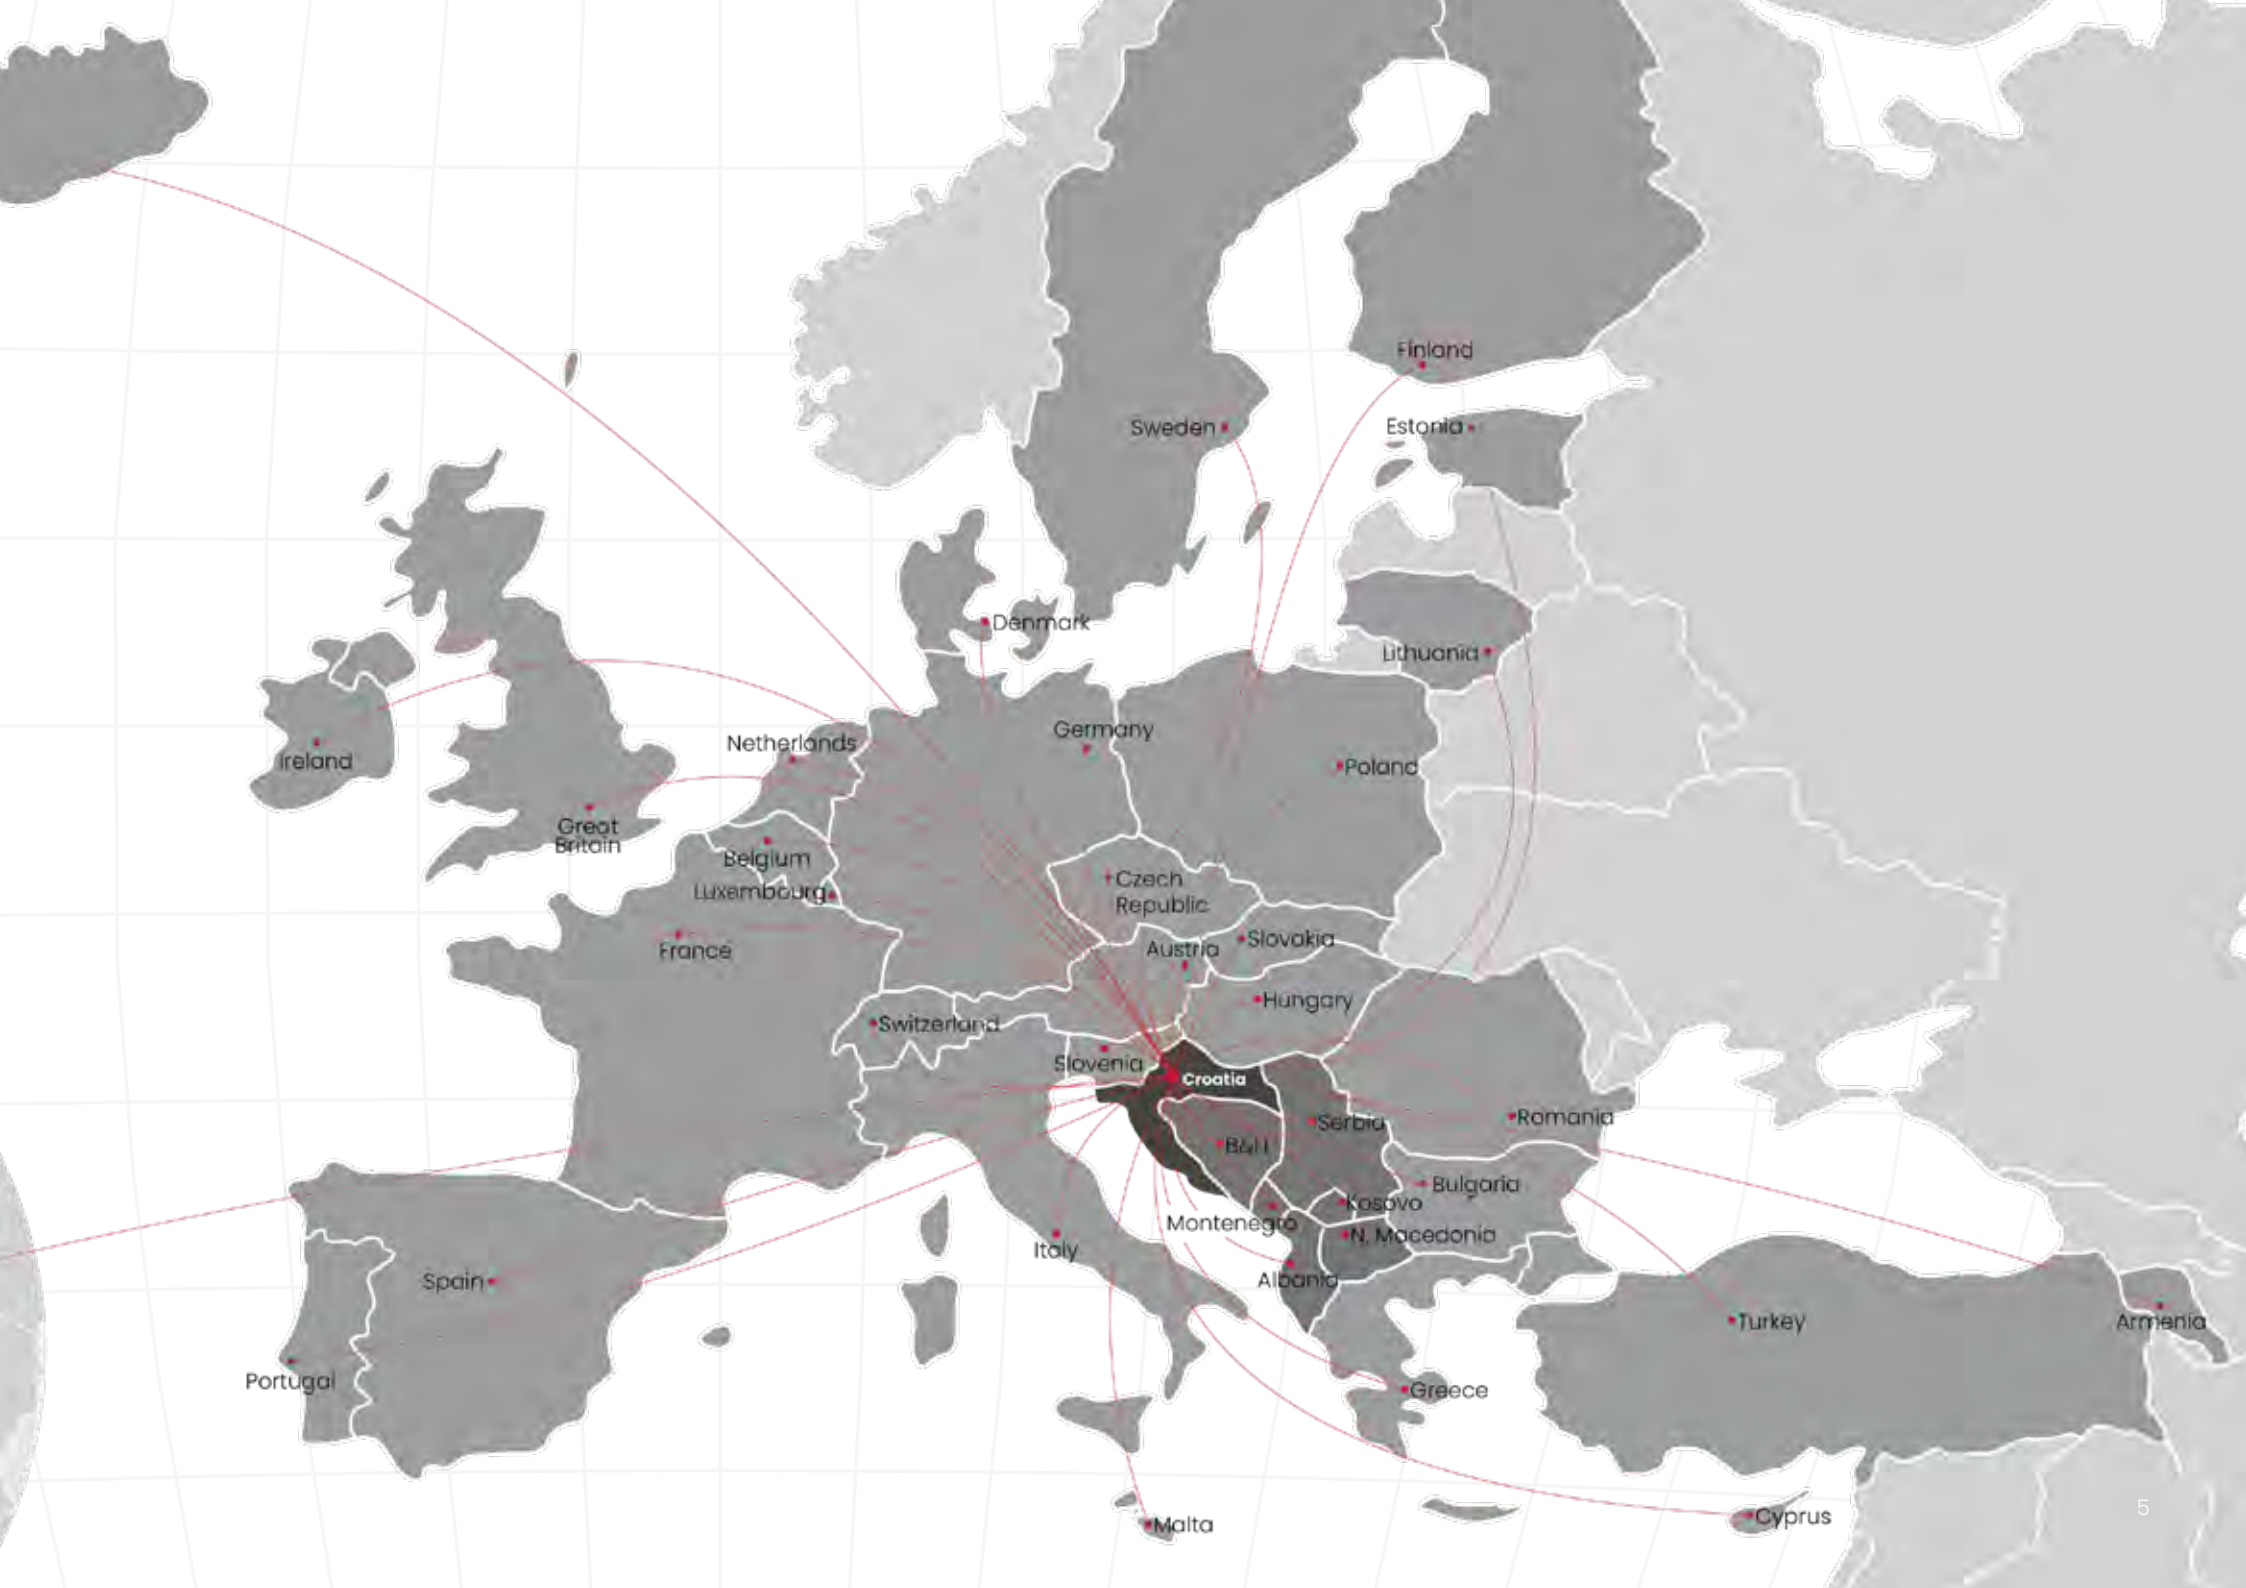 Finland
Sweden
Estonia
Denmark
Lithuania
Germany
Netherlands
Ireland
Poland
Great
Britain
Belgium
Luxembourg
Czech
Republic
France
Austria
Slovakia
Hungary
Switzerland
Slovenia
Croatia
Serbia
Romania
B&H
Bulgaria
Kosovo
Montenegro
N. Macedonia
Italy
Albania
Spain
Turkey
Armenia
Portugal
Greece
5
Cyprus
Malta